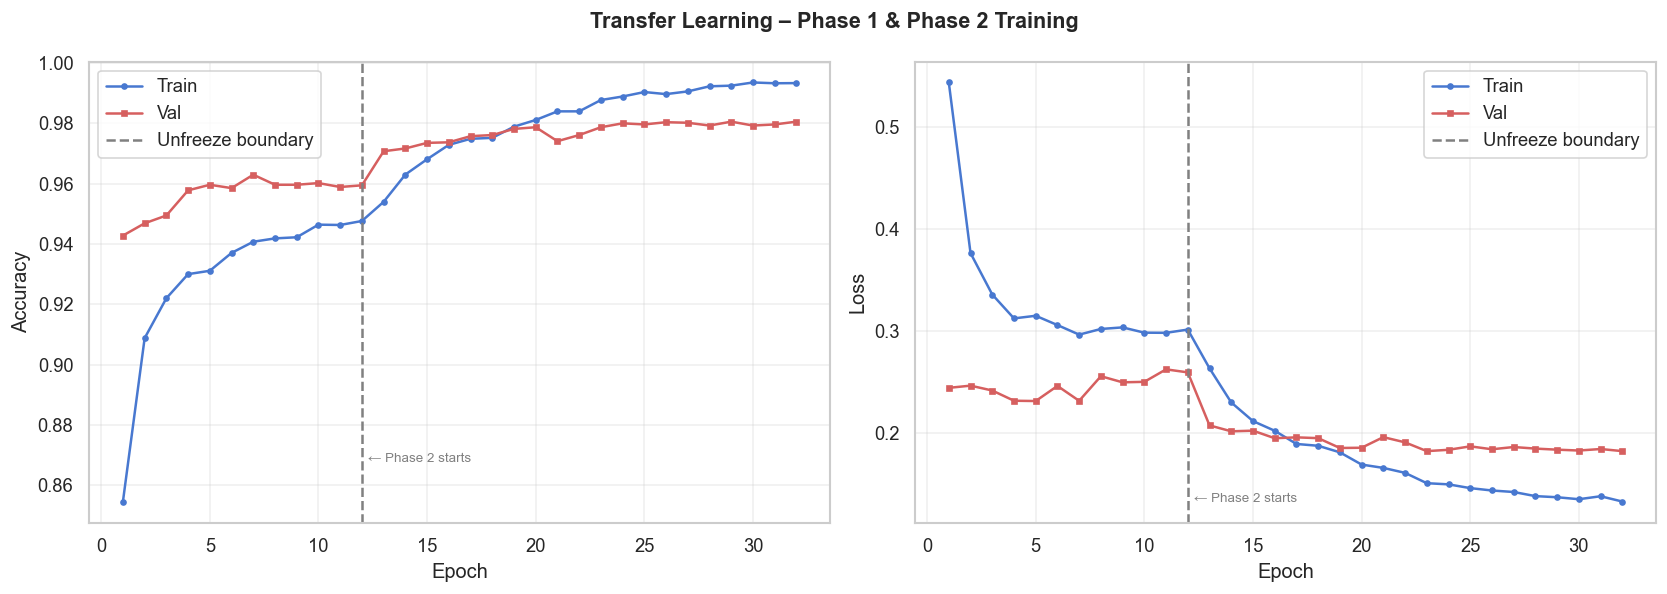 Transfer Learning – Phase 1 & Phase 2 Training
Accuracy
1.00
0.98
0.96
0.94
0.92
0.90
0.88
0.86
Train
Val
Unfreeze boundary
← Phase 2 starts
0 5 10 15 20 25 30
Epoch
Loss
0.5
0.4
0.3
0.2
Train
Val
Unfreeze boundary
← Phase 2 starts
0 5 10 15 20 25 30
Epoch